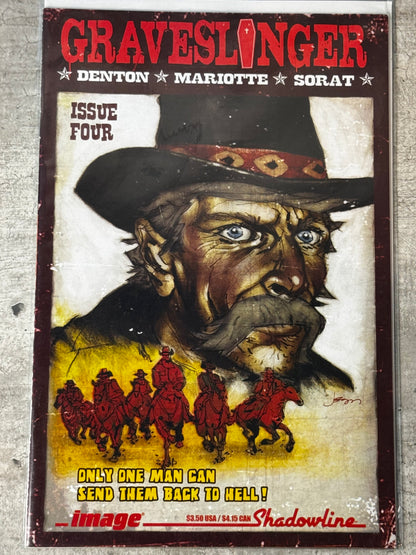 GRAVESLINGER
DENTON ★ MARIOTTE ★ SORAT
ISSUE
FOUR
ONLY ONE MAN CAN
SEND THEM BACK TO HELL!
image $3.50 USA / $4.15 CAN Shadowline